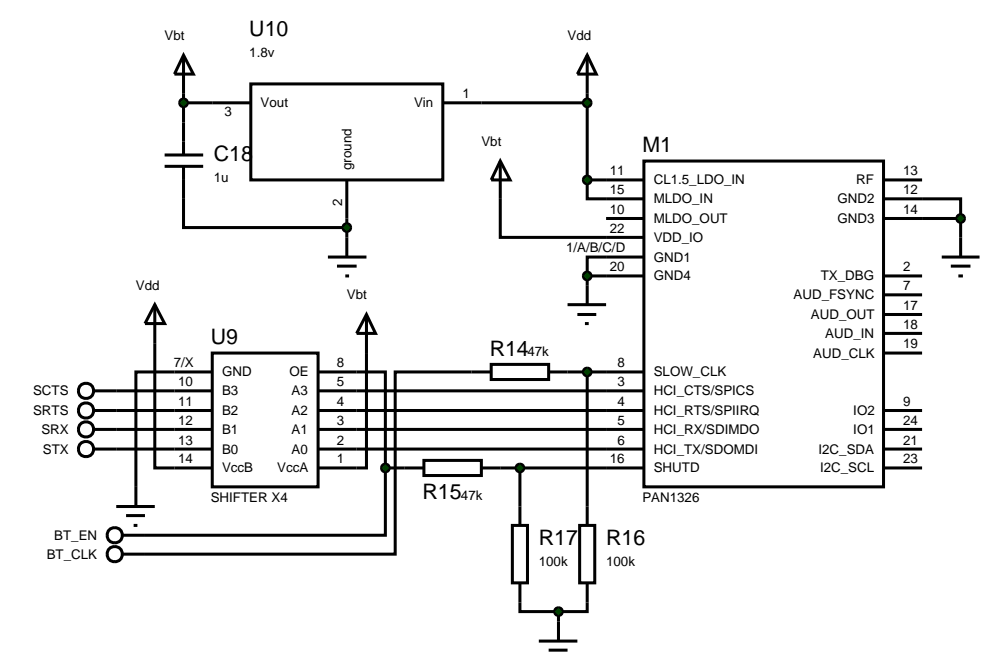 Vbt
U10
1.8v
Vdd
3
Vout
Vin
1
ground
2
C18
1u
Vbt
M1
11
CL1.5_LDO_IN
RF
13
15
MLDO_IN
GND2
12
10
MLDO_OUT
GND3
14
22
VDD_IO
1/A/B/C/D
GND1
20
GND4
TX_DBG
2
AUD_FSYNC
7
AUD_OUT
17
AUD_IN
18
AUD_CLK
19
8
SLOW_CLK
3
HCI_CTS/SPICS
4
HCI_RTS/SPIIRQ
IO2
9
5
HCI_RX/SDIMDO
IO1
24
6
HCI_TX/SDOMDI
I2C_SDA
21
16
SHUTD
I2C_SCL
23
PAN1326
Vdd
Vbt
U9
7/X
GND
OE
8
SCTS
10
B3
A3
5
SRTS
11
B2
A2
4
SRX
12
B1
A1
3
STX
13
B0
A0
2
14
VccB
VccA
1
SHIFTER X4
R14 47k
R15 47k
BT_EN
BT_CLK
R17
100k
R16
100k